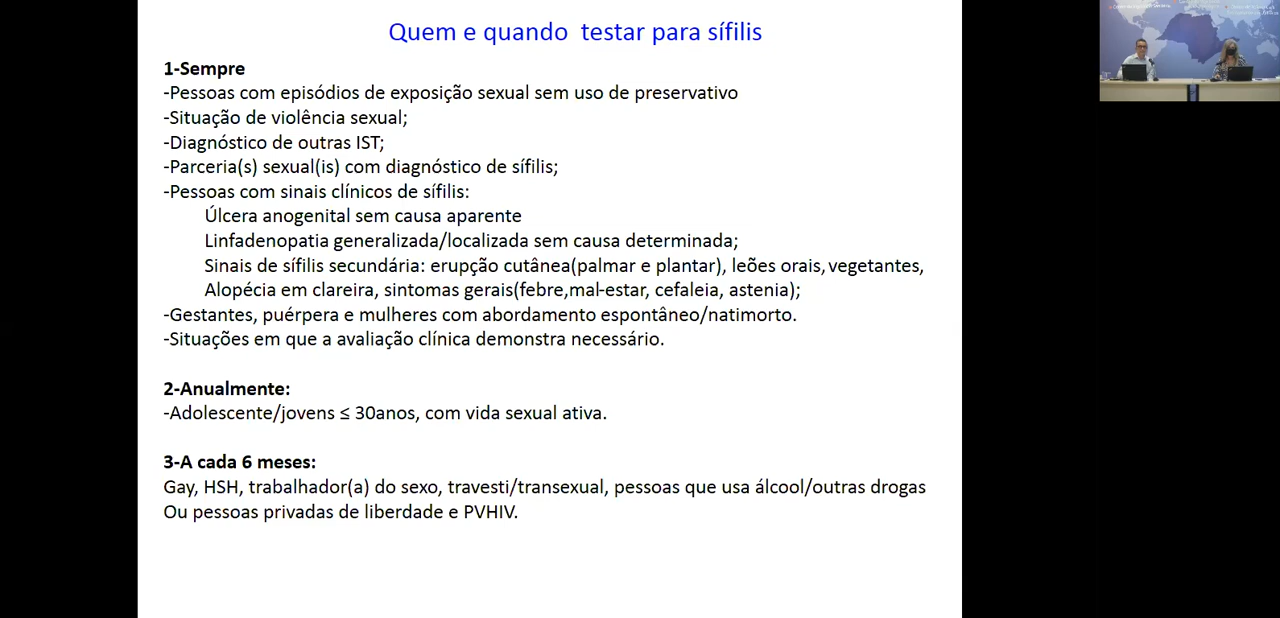 Quem e quando testar para sífilis
1-Sempre
-Pessoas com episódios de exposição sexual sem uso de preservativo
-Situação de violência sexual;
-Diagnóstico de outras IST;
-Parceria(s) sexual(is) com diagnóstico de sífilis;
-Pessoas com sinais clínicos de sífilis:
Úlcera anogenital sem causa aparente
Linfadenopatia generalizada/localizada sem causa determinada;
Sinais de sífilis secundária: erupção cutânea(palmar e plantar), leões orais, vegetantes,
Alopécia em clareira, sintomas gerais(febre,mal-estar, cefaleia, astenia);
-Gestantes, puérpera e mulheres com abordamento espontâneo/natimorto.
-Situações em que a avaliação clínica demonstra necessário.
2-Anualmente:
-Adolescente/jovens ≤ 30anos, com vida sexual ativa.
3-A cada 6 meses:
Gay, HSH, trabalhador(a) do sexo, travesti/transexual, pessoas que usa álcool/outras drogas
Ou pessoas privadas de liberdade e PVHIV.